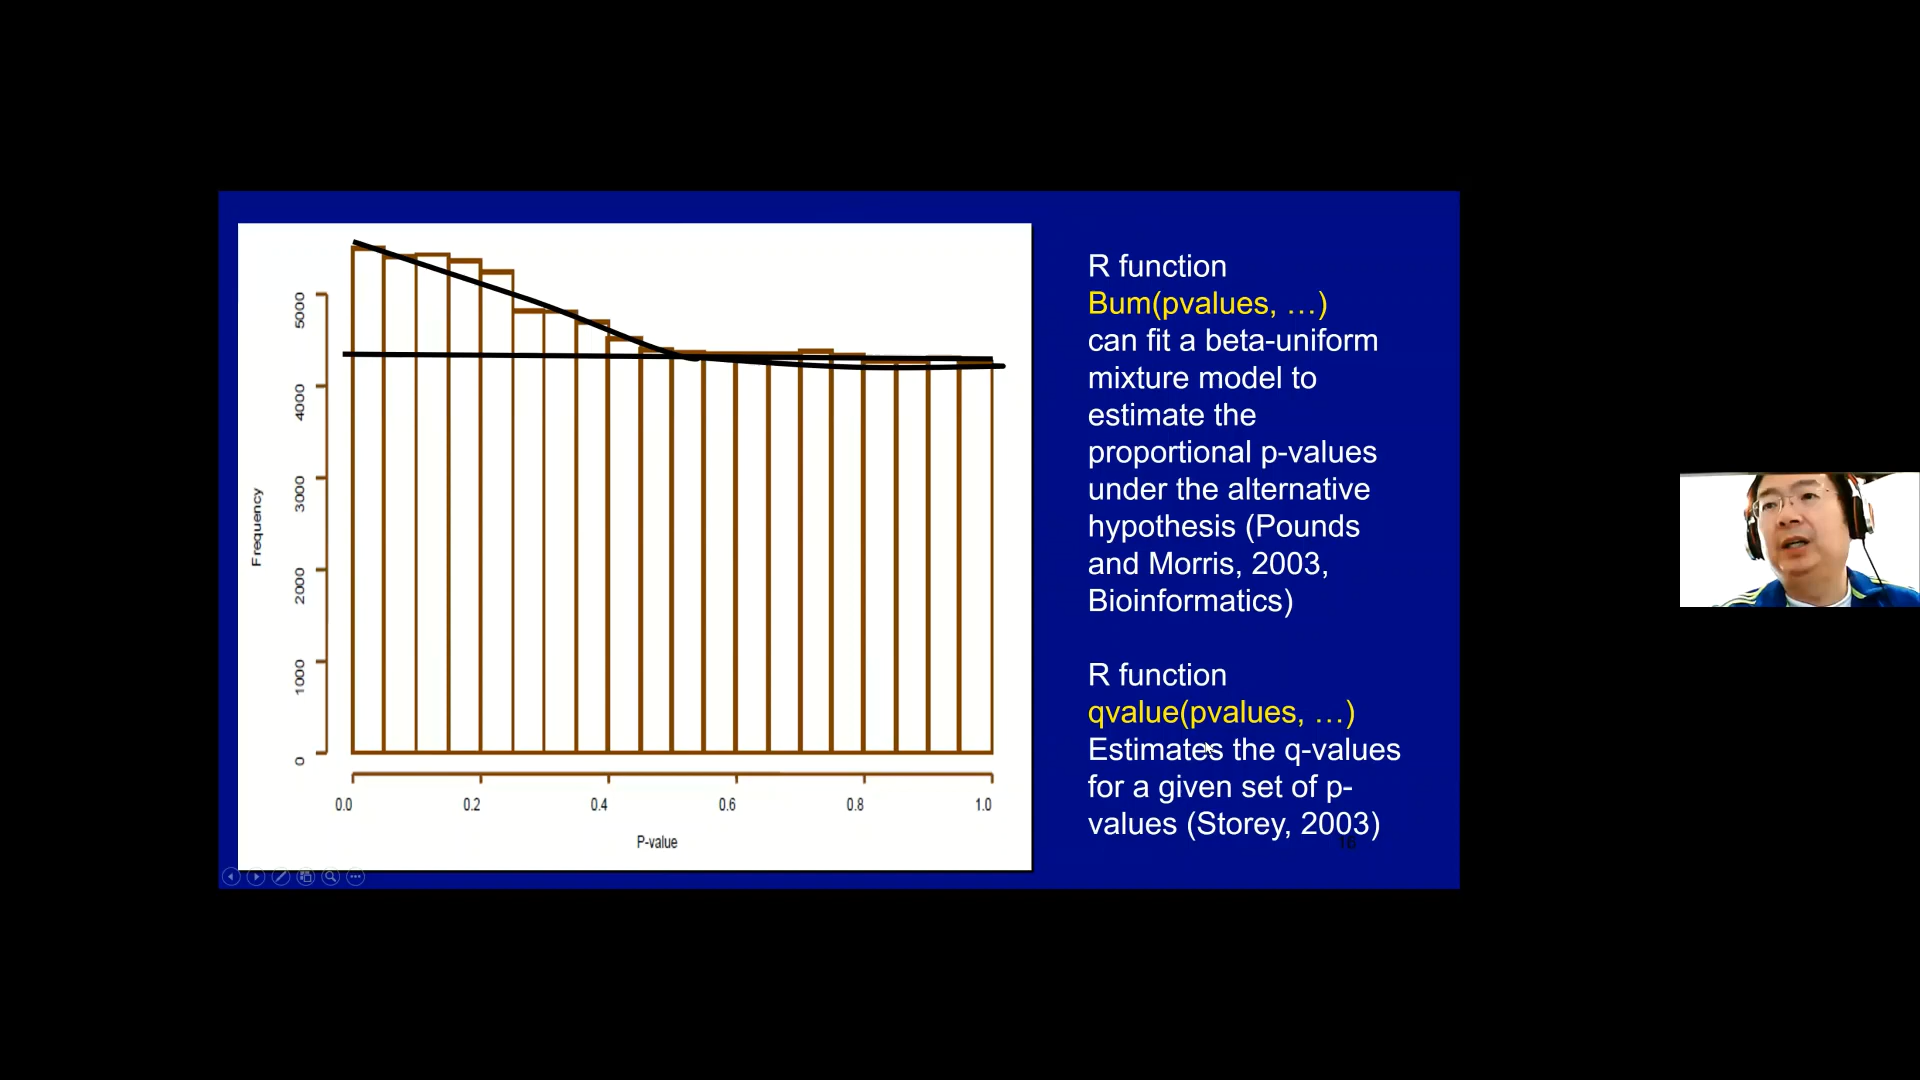 5000
4000
3000
2000
1000
0
Frequency
0.0 0.2 0.4 0.6 0.8 1.0
P-value
R function
Bum(pvalues, …)
can fit a beta-uniform
mixture model to
estimate the
proportional p-values
under the alternative
hypothesis (Pounds
and Morris, 2003,
Bioinformatics)
R function
qvalue(pvalues, …)
Estimates the q-values
for a given set of p-
values (Storey, 2003)
16